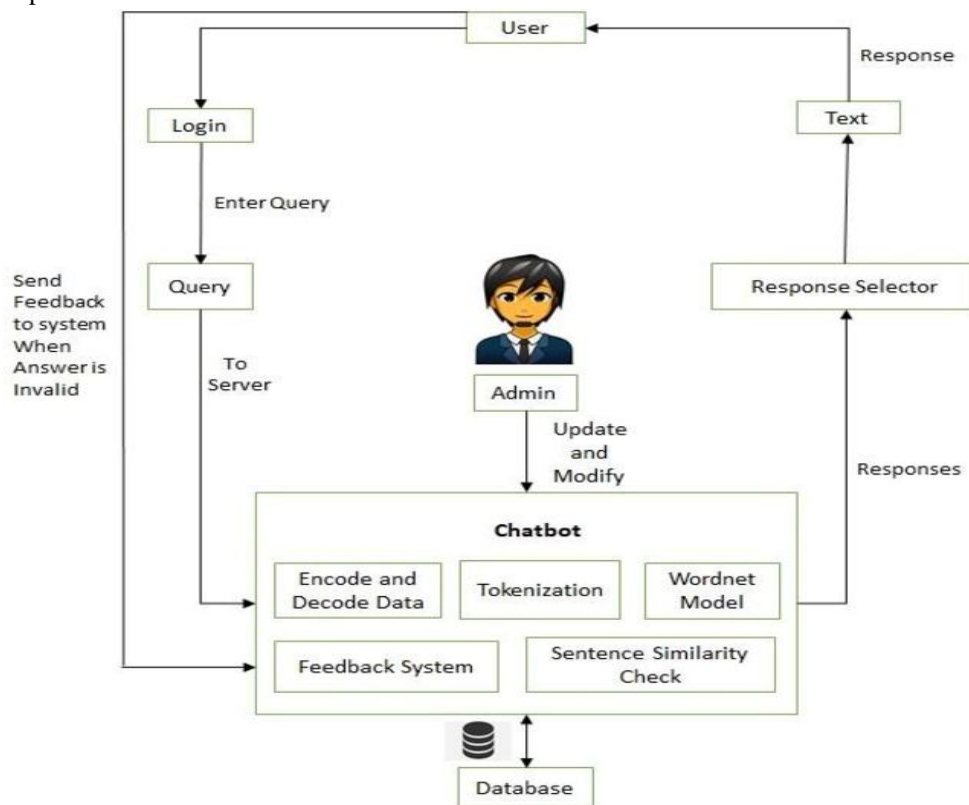 User
Response
Login
Text
Enter Query
Send
Feedback
to system
When
Answer is
Invalid
Query
Response Selector
To
Server
Admin
Update
and
Modify
Responses
Chatbot
Encode and
Decode Data
Tokenization
Wordnet
Model
Feedback System
Sentence Similarity
Check
Database